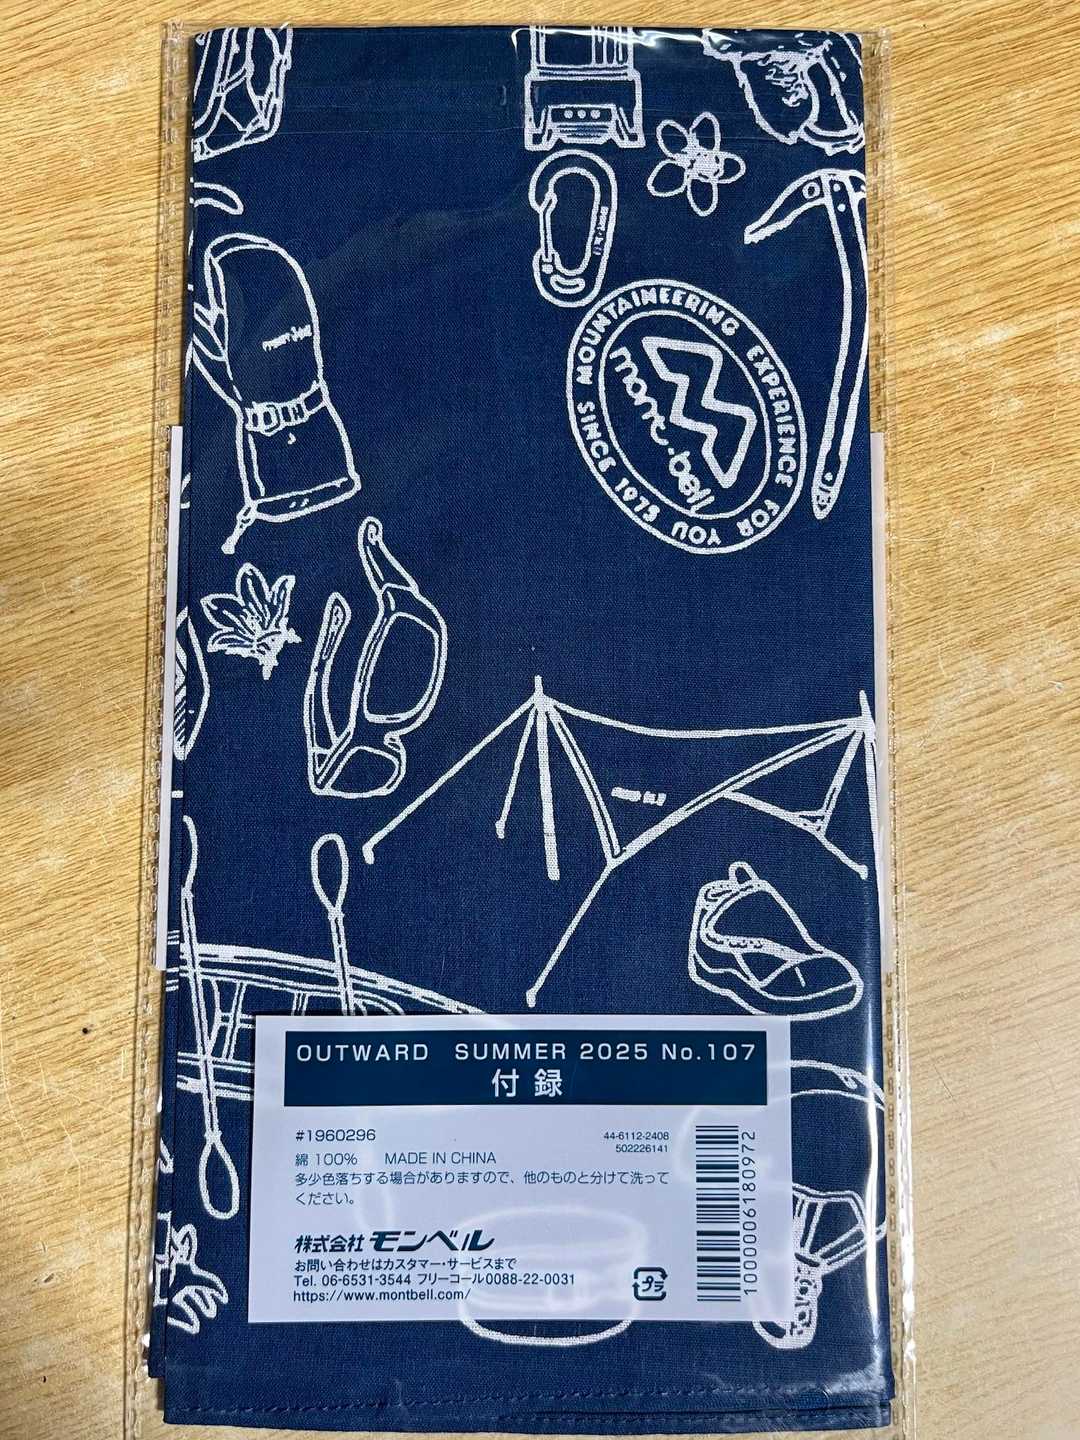 MOUNTAINEERING EXPERIENCE FOR YOU
SINCE 1975
mont-bell
OUTWARD SUMMER 2025 No.107
付録
#1960296
44-6112-2408
502226141
綿 100% MADE IN CHINA
多少色落ちする場合がありますので、他のものと分けて洗って
ください。
株式会社 モンベル
お問い合わせはカスタマー・サービスまで
Tel. 06-6531-3544 フリーコール0088-22-0031
https://www.montbell.com/
プラ
1000006180972